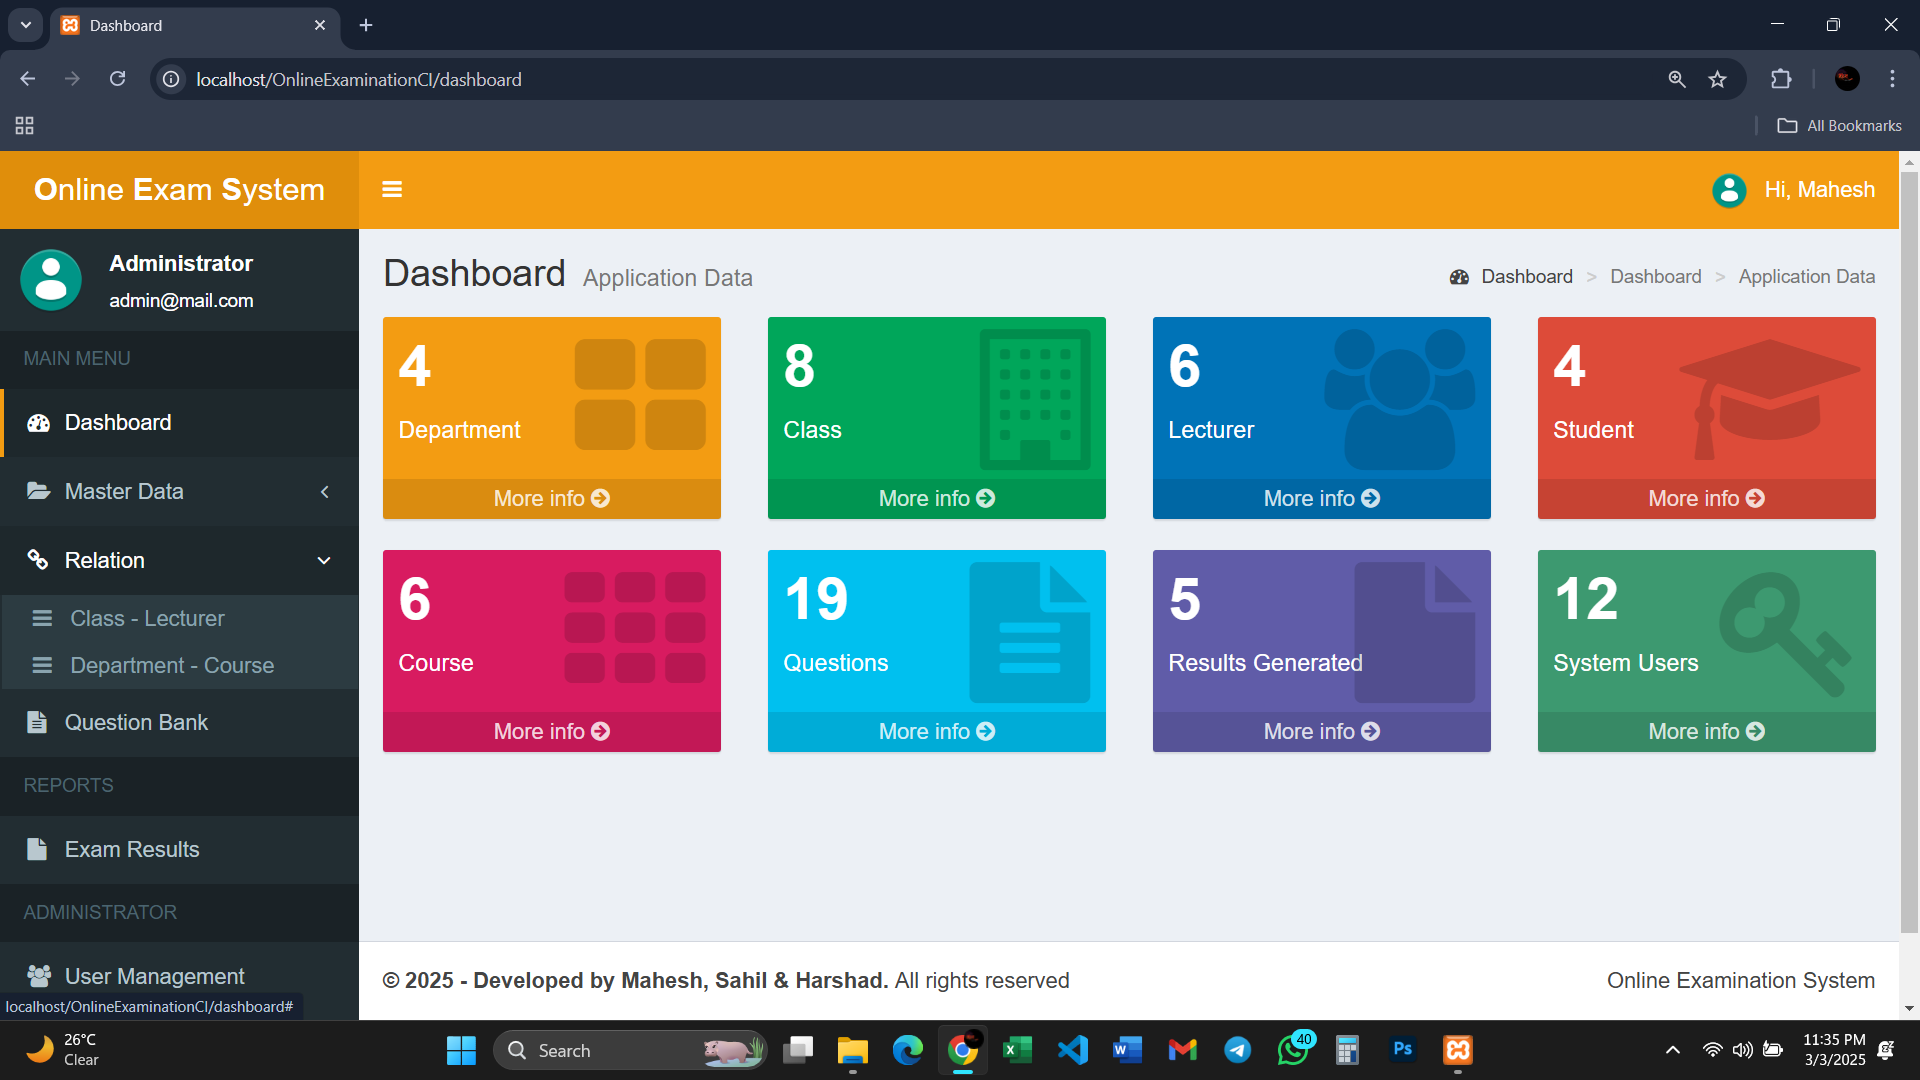 Dashboard
localhost/OnlineExaminationCI/dashboard
All Bookmarks
Online Exam System
Hi, Mahesh
Administrator
admin@mail.com
MAIN MENU
Dashboard
Master Data
Relation
Class - Lecturer
Department - Course
Question Bank
REPORTS
Exam Results
ADMINISTRATOR
User Management
localhost/OnlineExaminationCI/dashboard#
Dashboard Application Data
Dashboard > Dashboard > Application Data
4
Department
More info
8
Class
More info
6
Lecturer
More info
4
Student
More info
6
Course
More info
19
Questions
More info
5
Results Generated
More info
12
System Users
More info
© 2025 - Developed by Mahesh, Sahil & Harshad. All rights reserved
Online Examination System
26°C
Clear
Search
40
Ps
11:35 PM
3/3/2025